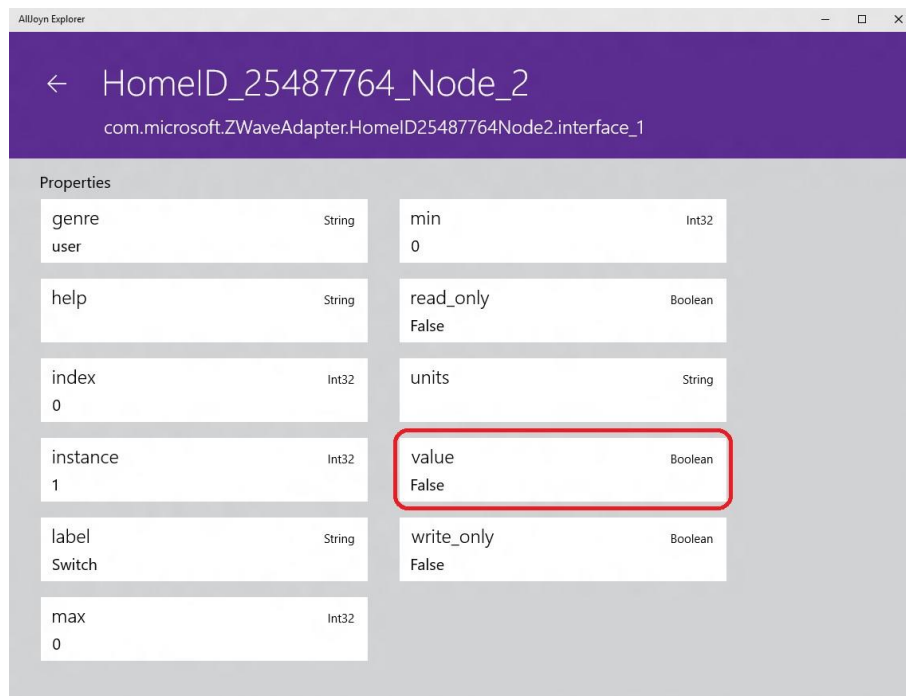 AllJoyn Explorer
HomeID_25487764_Node_2
com.microsoft.ZWaveAdapter.HomeID25487764Node2.interface_1
Properties
genre String
user
help String
index Int32
0
instance Int32
1
label String
Switch
max Int32
0
min Int32
0
read_only Boolean
False
units String
value Boolean
False
write_only Boolean
False